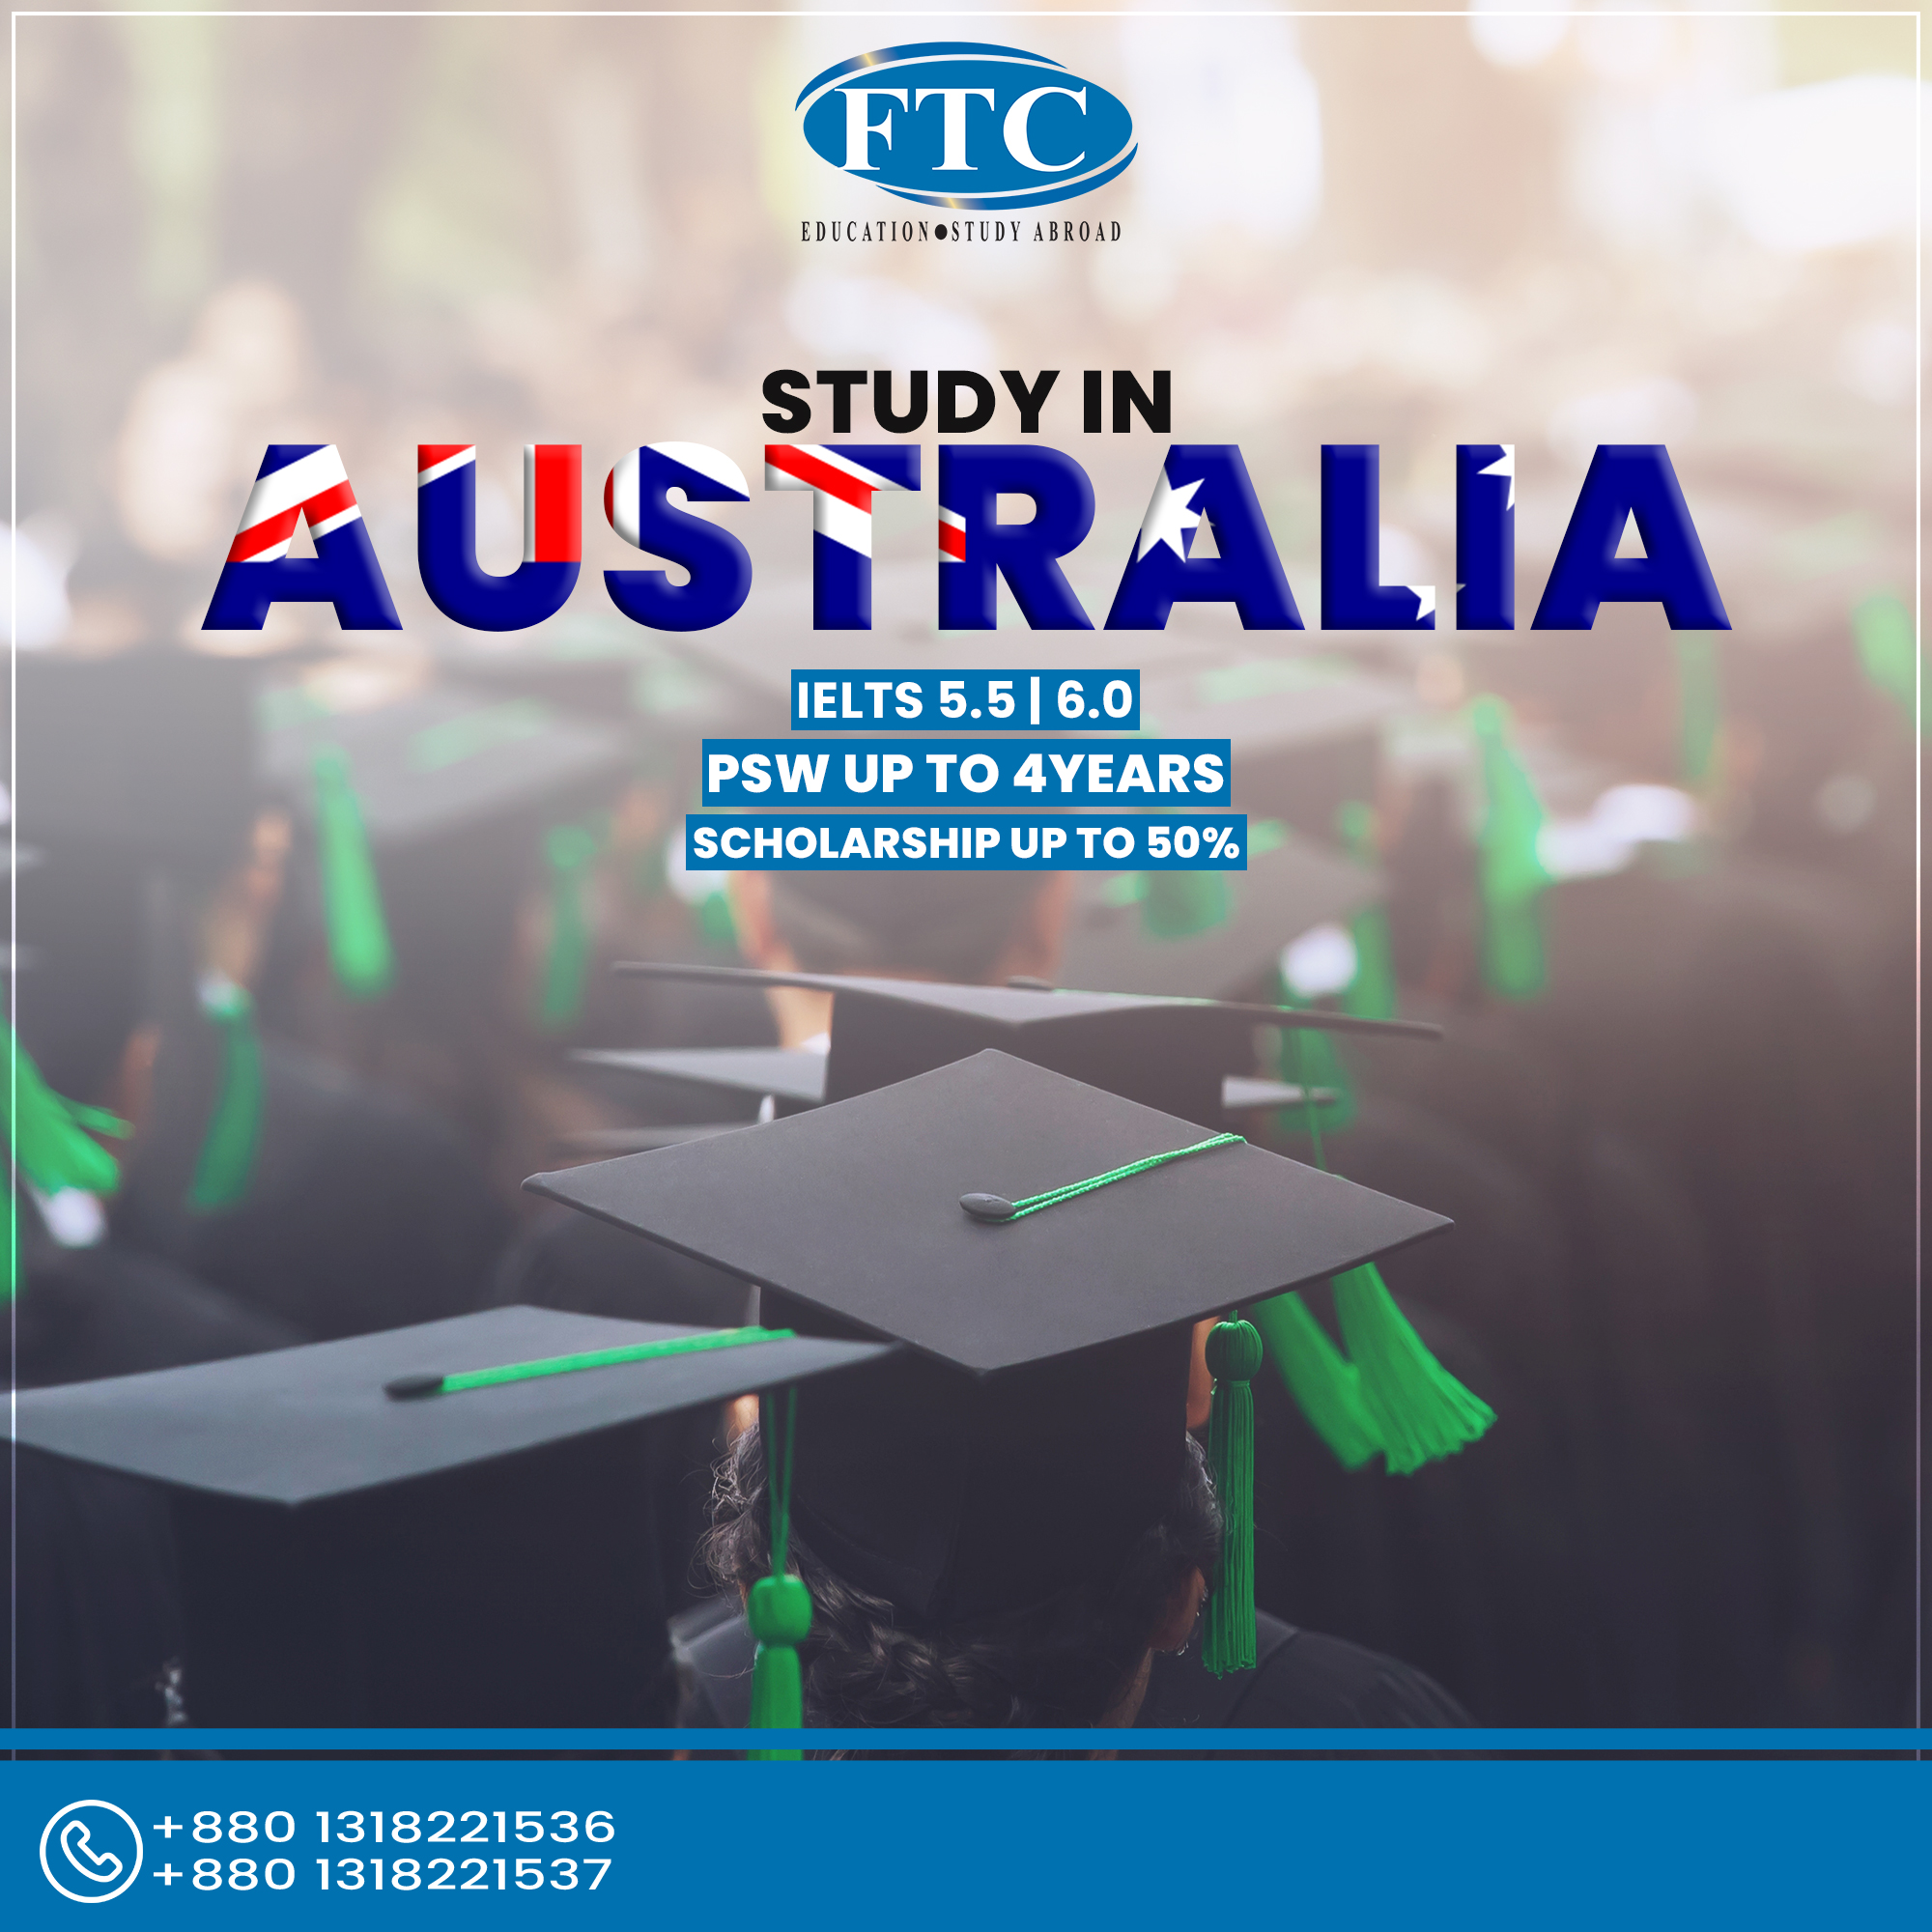 FTC
EDUCATION●STUDY ABROAD
STUDY IN
AUSTRALIA
IELTS 5.5 | 6.0
PSW UP TO 4YEARS
SCHOLARSHIP UP TO 50%
+880 1318221536
+880 1318221537